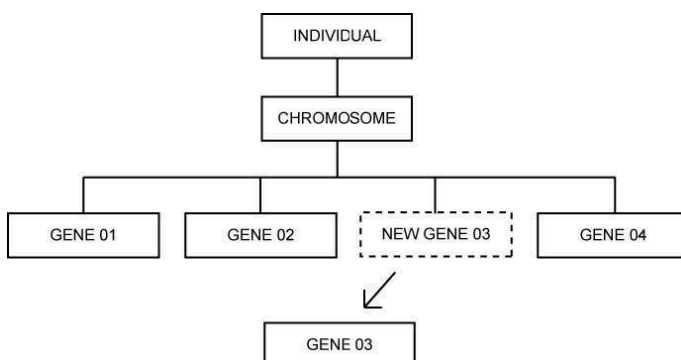 INDIVIDUAL
CHROMOSOME
GENE 01
GENE 02
NEW GENE 03
GENE 04
GENE 03